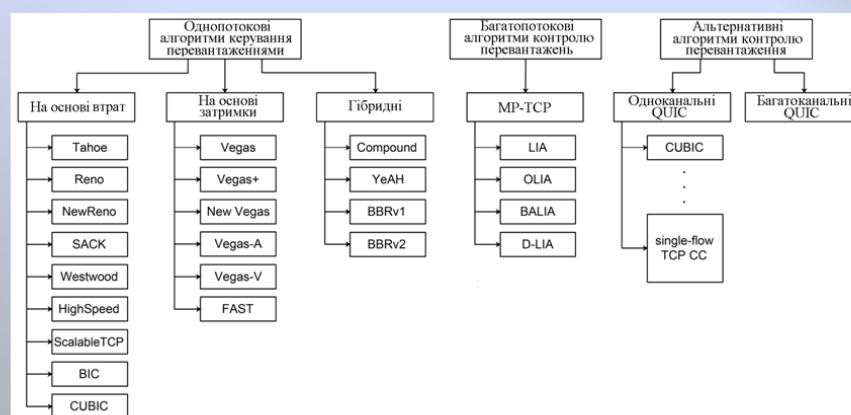 Однопотокові
алгоритми керування
перевантаженнями
Багатопотокові
алгоритми контролю
перевантажень
Альтернативні
алгоритми контролю
перевантаження
На основі втрат
На основі
затримки
Гібридні
MP-TCP
Одноканальні
QUIC
Багатоканальні
QUIC
Tahoe
Reno
NewReno
SACK
Westwood
HighSpeed
ScalableTCP
BIC
CUBIC
Vegas
Vegas+
New Vegas
Vegas-A
Vegas-V
FAST
Compound
YeAH
BBRv1
BBRv2
LIA
OLIA
BALIA
D-LIA
CUBIC
single-flow
TCP CC